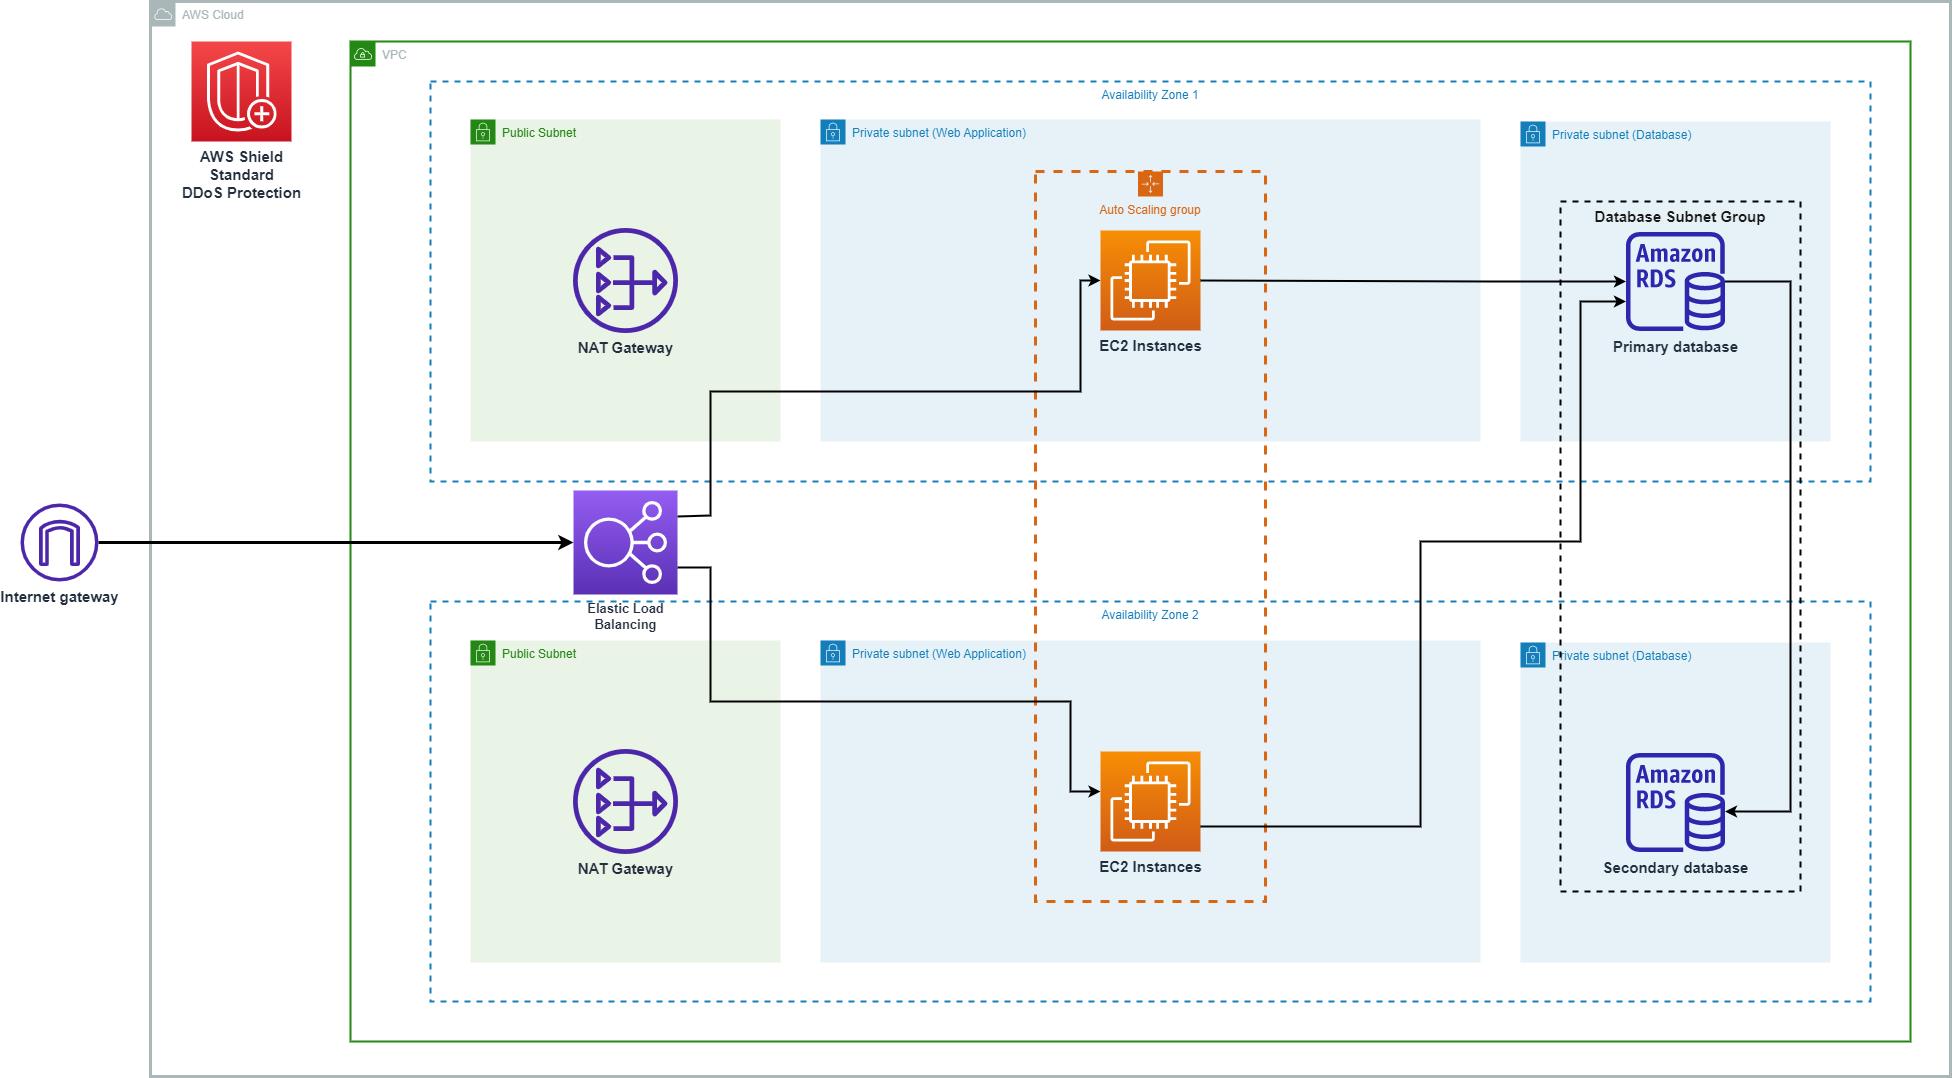 AWS Cloud
AWS Shield
Standard
DDoS Protection
VPC
Availability Zone 1
Public Subnet
NAT Gateway
Private subnet (Web Application)
Auto Scaling group
EC2 Instances
Private subnet (Database)
Database Subnet Group
Amazon
RDS
Primary database
Internet gateway
Elastic Load
Balancing
Availability Zone 2
Public Subnet
NAT Gateway
Private subnet (Web Application)
EC2 Instances
Private subnet (Database)
Amazon
RDS
Secondary database